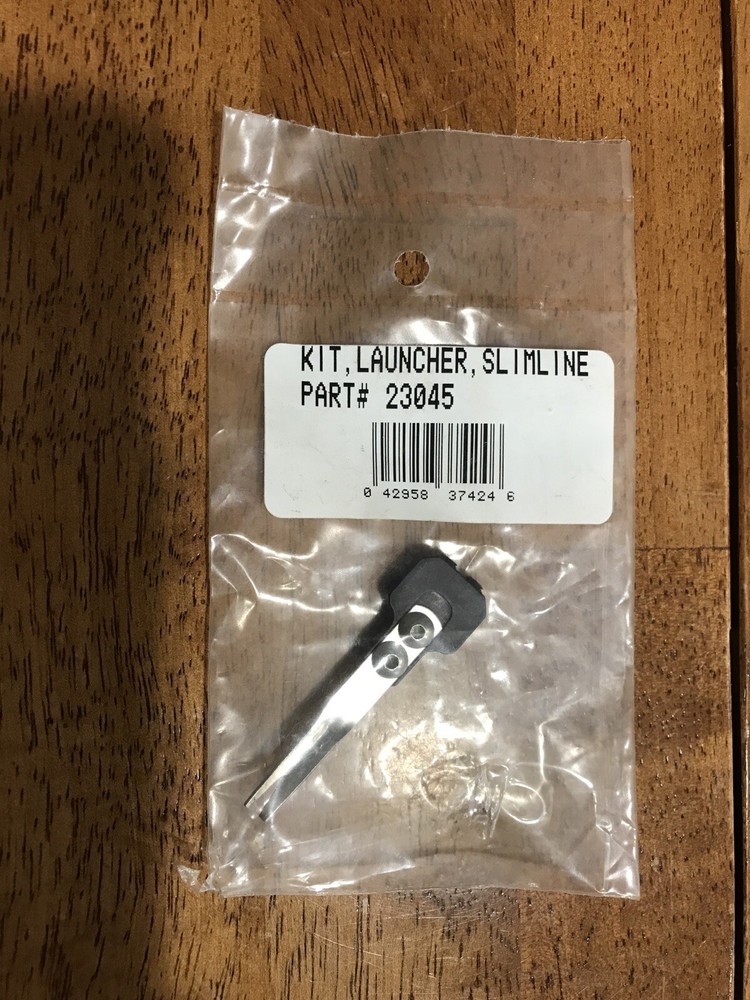 KIT,LAUNCHER,SLIMLINE
PART# 23045
0 42958 37424 6